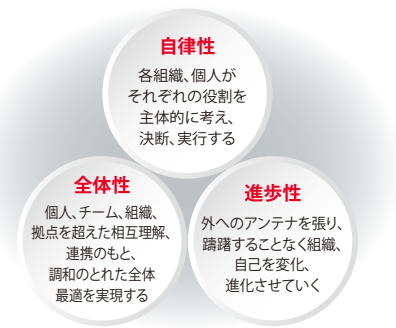 自律性
各組織、個人が
それぞれの役割を
主体的に考え、
決断、実行する
全体性
個人、チーム、組織、
拠点を超えた相互理解、
連携のもと、
調和のとれた全体
最適を実現する
進歩性
外へのアンテナを張り、
躊躇することなく組織、
自己を変化、
進化させていく